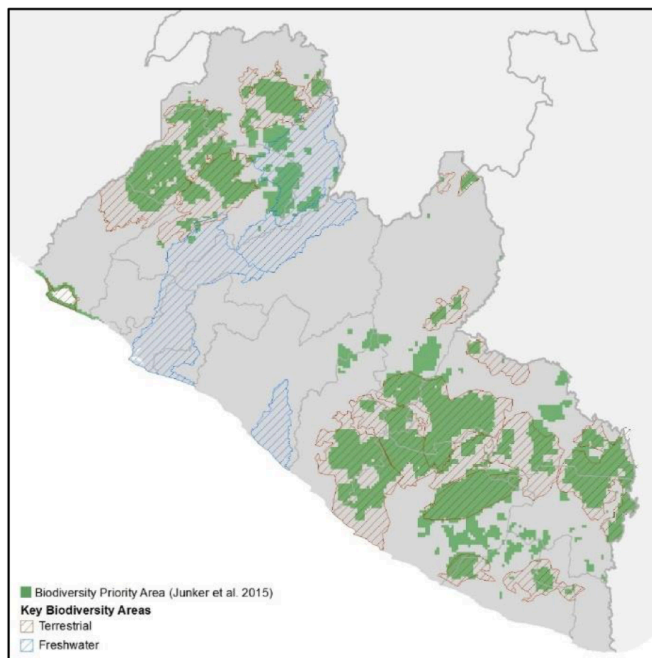 Biodiversity Priority Area (Junker et al. 2015)
Key Biodiversity Areas
Terrestrial
Freshwater